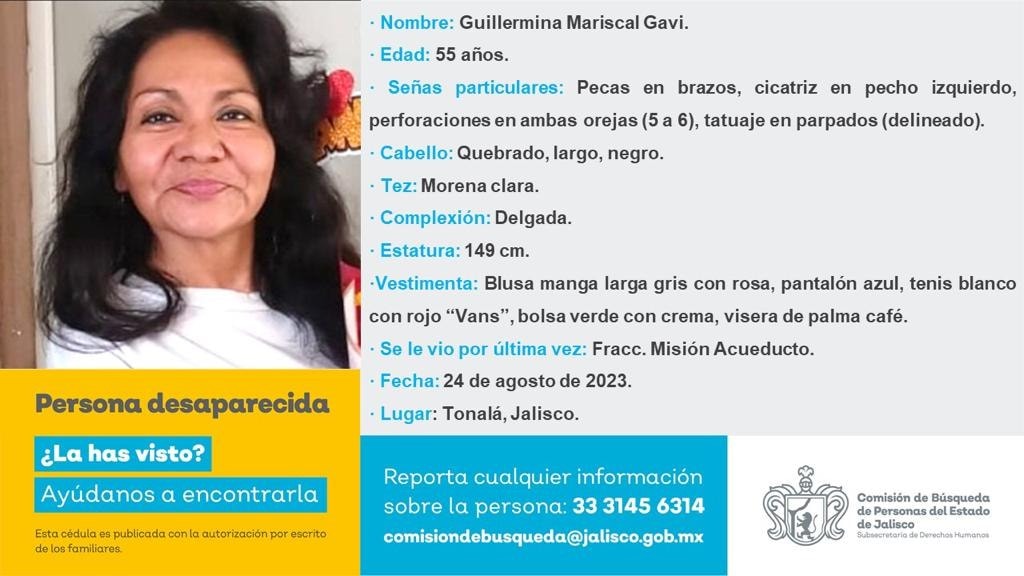 · Nombre: Guillermina Mariscal Gavi.
· Edad: 55 años.
· Señas particulares: Pecas en brazos, cicatriz en pecho izquierdo,
perforaciones en ambas orejas (5 a 6), tatuaje en parpados (delineado).
· Cabello: Quebrado, largo, negro.
· Tez: Morena clara.
· Complexión: Delgada.
· Estatura: 149 cm.
·Vestimenta: Blusa manga larga gris con rosa, pantalón azul, tenis blanco
con rojo “Vans”, bolsa verde con crema, visera de palma café.
· Se le vio por última vez: Fracc. Misión Acueducto.
· Fecha: 24 de agosto de 2023.
· Lugar: Tonalá, Jalisco.
Persona desaparecida
¿La has visto?
Ayúdanos a encontrarla
Esta cédula es publicada con la autorización por escrito
de los familiares.
Reporta cualquier información
sobre la persona: 33 3145 6314
comisiondebusqueda@jalisco.gob.mx
Comisión de Búsqueda
de Personas del Estado
de Jalisco
Subsecretaría de Derechos Humanos